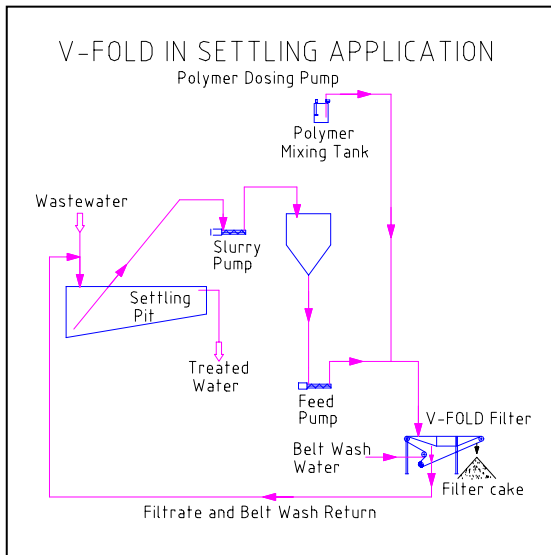 V-FOLD IN SETTLING APPLICATION
Polymer Dosing Pump
Polymer
Mixing Tank
Wastewater
Slurry
Pump
Settling
Pit
Treated
Water
Feed
Pump
V-FOLD Filter
Belt Wash
Water
Filter cake
Filtrate and Belt Wash Return